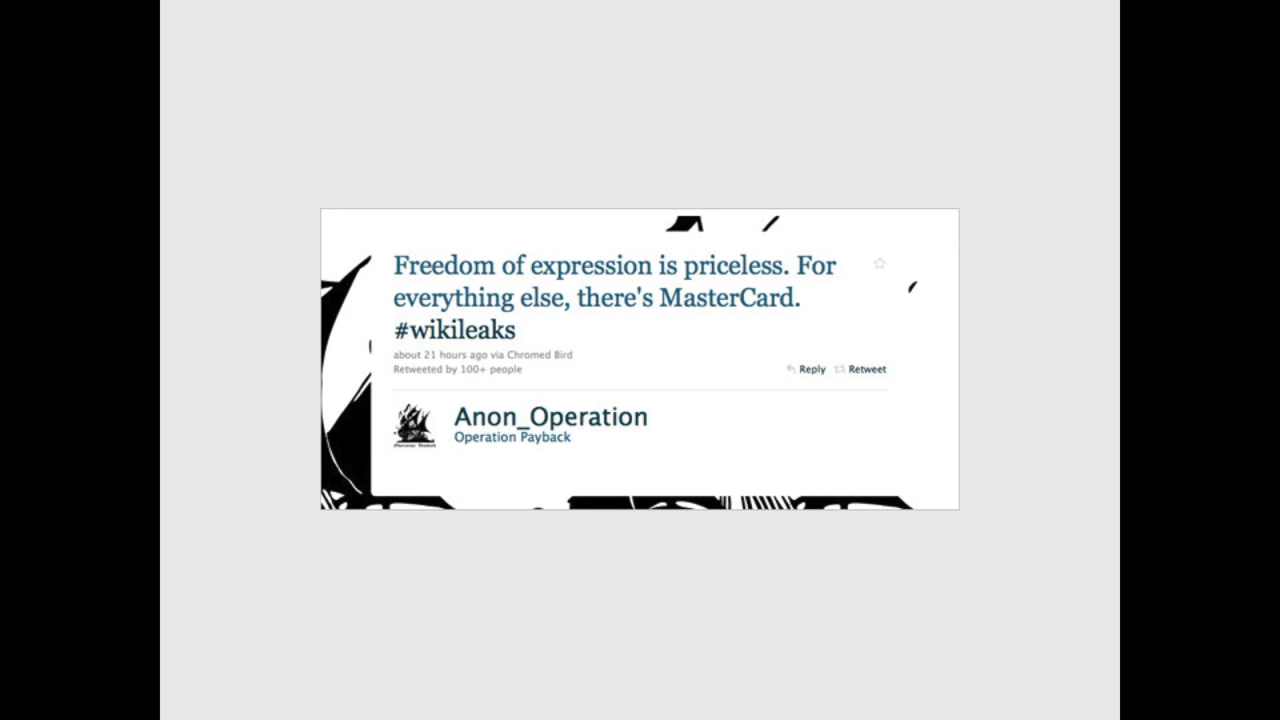 Freedom of expression is priceless. For
everything else, there's MasterCard.
#wikileaks
about 21 hours ago via Chromed Bird
Retweeted by 100+ people
Reply Retweet
Anon_Operation
Operation Payback